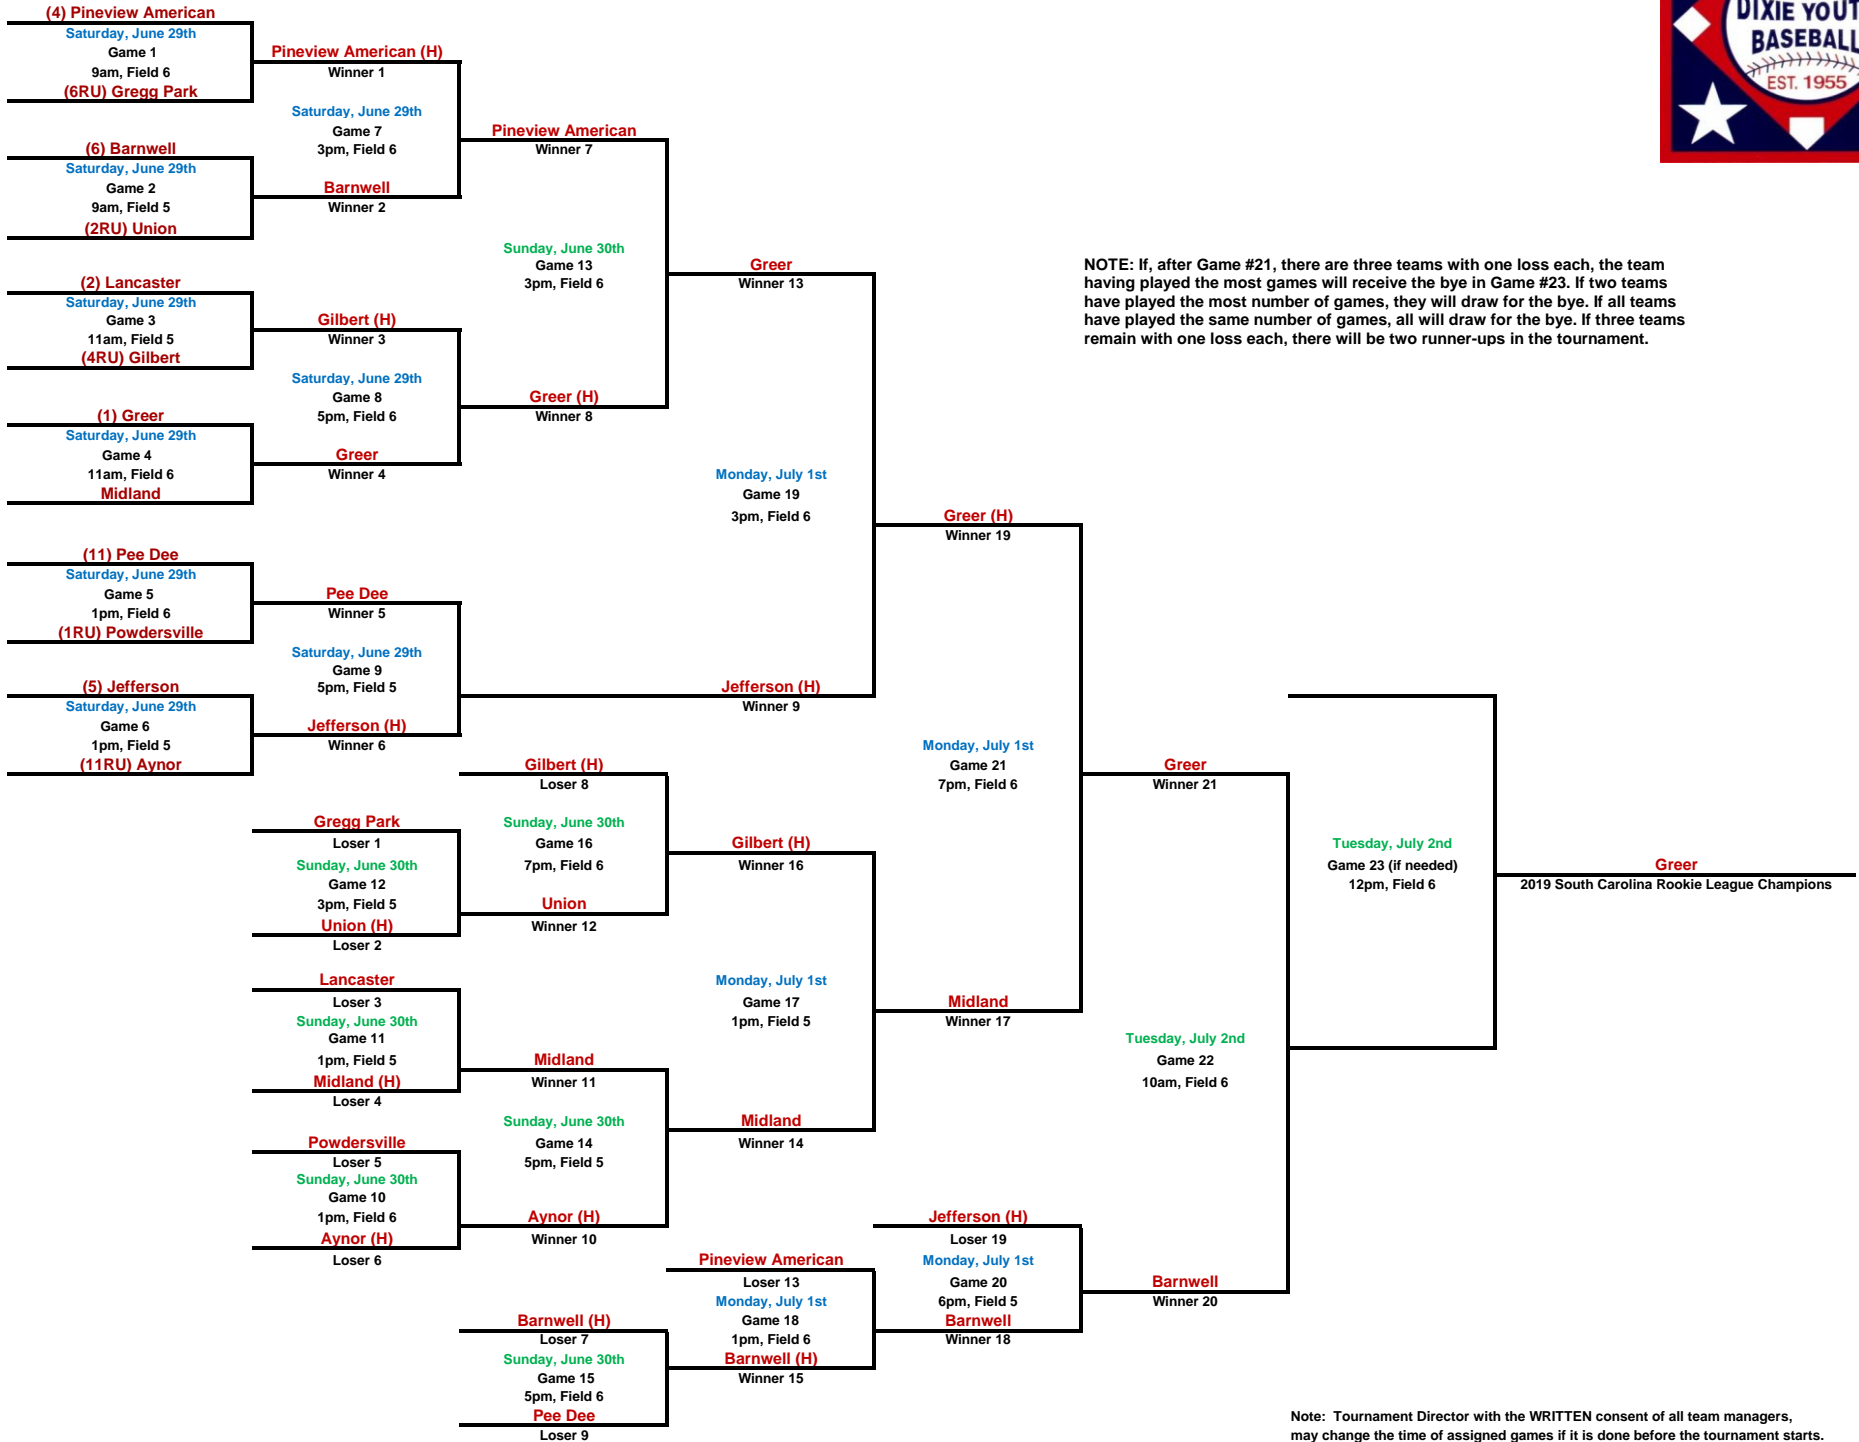 (4) Pineview American
Saturday, June 29th
Game 1
9am, Field 6
(6RU) Gregg Park
(6) Barnwell
Saturday, June 29th
Game 2
9am, Field 5
(2RU) Union
(2) Lancaster
Saturday, June 29th
Game 3
11am, Field 5
(4RU) Gilbert
(1) Greer
Saturday, June 29th
Game 4
11am, Field 6
Midland
(11) Pee Dee
Saturday, June 29th
Game 5
1pm, Field 6
(1RU) Powdersville
(5) Jefferson
Saturday, June 29th
Game 6
1pm, Field 5
(11RU) Aynor
Pineview American (H)
Winner 1
Saturday, June 29th
Game 7
3pm, Field 6
Barnwell
Winner 2
Gilbert (H)
Winner 3
Saturday, June 29th
Game 8
5pm, Field 6
Greer
Winner 4
Pee Dee
Winner 5
Saturday, June 29th
Game 9
5pm, Field 5
Jefferson (H)
Winner 6
Gregg Park
Loser 1
Sunday, June 30th
Game 12
3pm, Field 5
Union (H)
Loser 2
Lancaster
Loser 3
Sunday, June 30th
Game 11
1pm, Field 5
Midland (H)
Loser 4
Powdersville
Loser 5
Sunday, June 30th
Game 10
1pm, Field 6
Aynor (H)
Loser 6
Pineview American
Winner 7
Sunday, June 30th
Game 13
3pm, Field 6
Greer (H)
Winner 8
Gilbert (H)
Loser 8
Sunday, June 30th
Game 16
7pm, Field 6
Union
Winner 12
Midland
Winner 11
Sunday, June 30th
Game 14
5pm, Field 5
Aynor (H)
Winner 10
Barnwell (H)
Loser 7
Sunday, June 30th
Game 15
5pm, Field 6
Pee Dee
Loser 9
Greer
Winner 13
Monday, July 1st
Game 19
3pm, Field 6
Jefferson (H)
Winner 9
Gilbert (H)
Winner 16
Monday, July 1st
Game 17
1pm, Field 5
Midland
Winner 14
Pineview American
Loser 13
Monday, July 1st
Game 18
1pm, Field 6
Barnwell (H)
Winner 15
Greer (H)
Winner 19
Monday, July 1st
Game 21
7pm, Field 6
Midland
Winner 17
Jefferson (H)
Loser 19
Monday, July 1st
Game 20
6pm, Field 5
Barnwell
Winner 18
Greer
Winner 21
Tuesday, July 2nd
Game 22
10am, Field 6
Barnwell
Winner 20
Tuesday, July 2nd
Game 23 (if needed)
12pm, Field 6
Greer
2019 South Carolina Rookie League Champions
DIXIE YOUT
BASEBALL
EST. 1955
NOTE: If, after Game #21, there are three teams with one loss each, the team
having played the most games will receive the bye in Game #23. If two teams
have played the most number of games, they will draw for the bye. If all teams
have played the same number of games, all will draw for the bye. If three teams
remain with one loss each, there will be two runner-ups in the tournament.
Note: Tournament Director with the WRITTEN consent of all team managers,
may change the time of assigned games if it is done before the tournament starts.